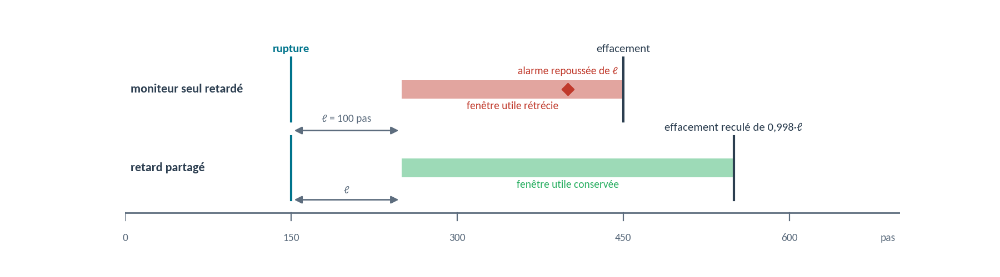 rupture
effacement
alarme repoussée de ℓ
moniteur seul retardé
fenêtre utile rétrécie
ℓ = 100 pas
effacement reculé de 0,998·ℓ
retard partagé
fenêtre utile conservée
ℓ
0 150 300 450 600 pas